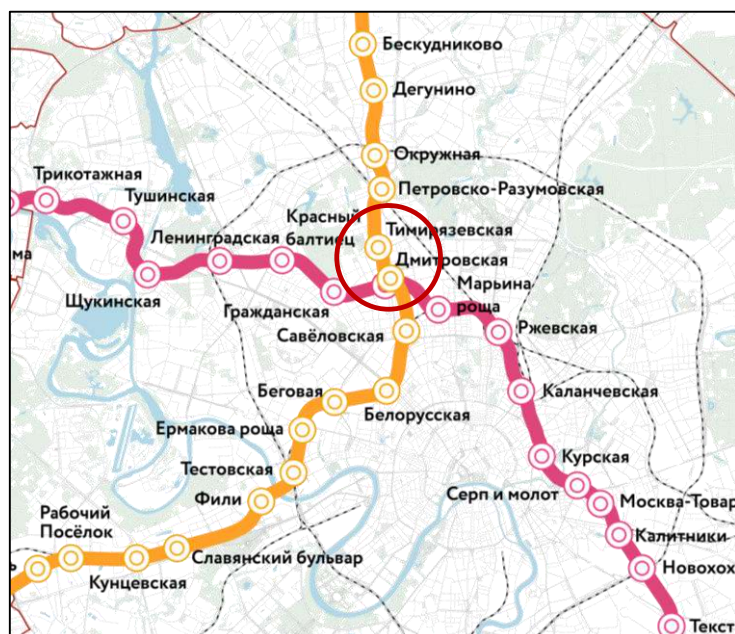 Бескудниково
Дегунино
Окружная
Петровско-Разумовская
Трикотажная
Тушинская
Красный
балтиец
Тимирязевская
Ленинградская
Дмитровская
ма
Щукинская
Гражданская
Марьина
роща
Савёловская
Ржевская
Беговая
Белорусская
Каланчевская
Ермакова роща
Тестовская
Курская
Фили
Серп и молот
Москва-Товар
Рабочий
Посёлок
Славянский бульвар
Калитники
ь
Кунцевская
Новохох
Текст